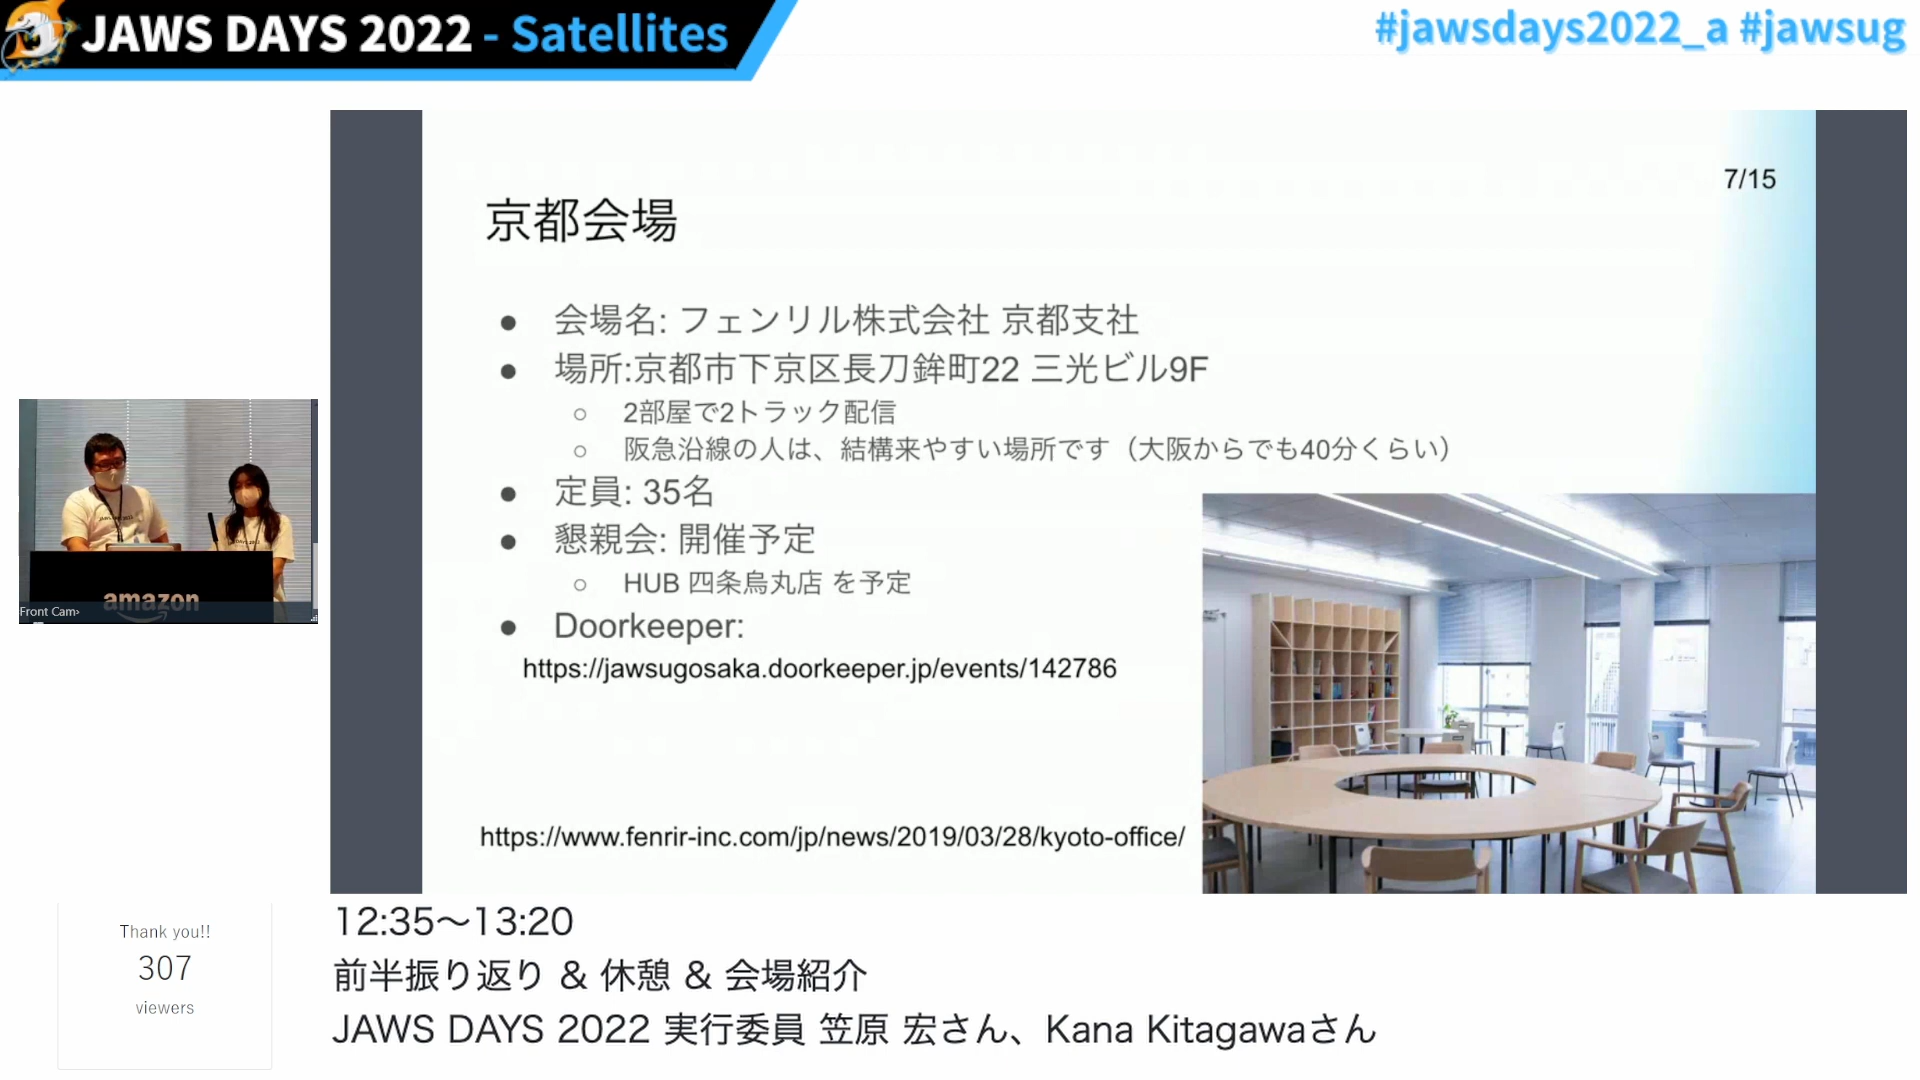 JAWS DAYS 2022 - Satellites
#jawsdays2022_a #jawsug
7/15
京都会場
● 会場名: フェンリル株式会社 京都支社
● 場所:京都市下京区長刀鉾町22 三光ビル9F
○ 2部屋で2トラック配信
○ 阪急沿線の人は、結構来やすい場所です（大阪からでも40分くらい）
● 定員: 35名
● 懇親会: 開催予定
○ HUB 四条烏丸店 を予定
● Doorkeeper:
https://jawsugosaka.doorkeeper.jp/events/142786
https://www.fenrir-inc.com/jp/news/2019/03/28/kyoto-office/
amazon
Front Cam
Thank you!!
307
viewers
12:35〜13:20
前半振り返り & 休憩 & 会場紹介
JAWS DAYS 2022 実行委員 笠原 宏さん、Kana Kitagawaさん